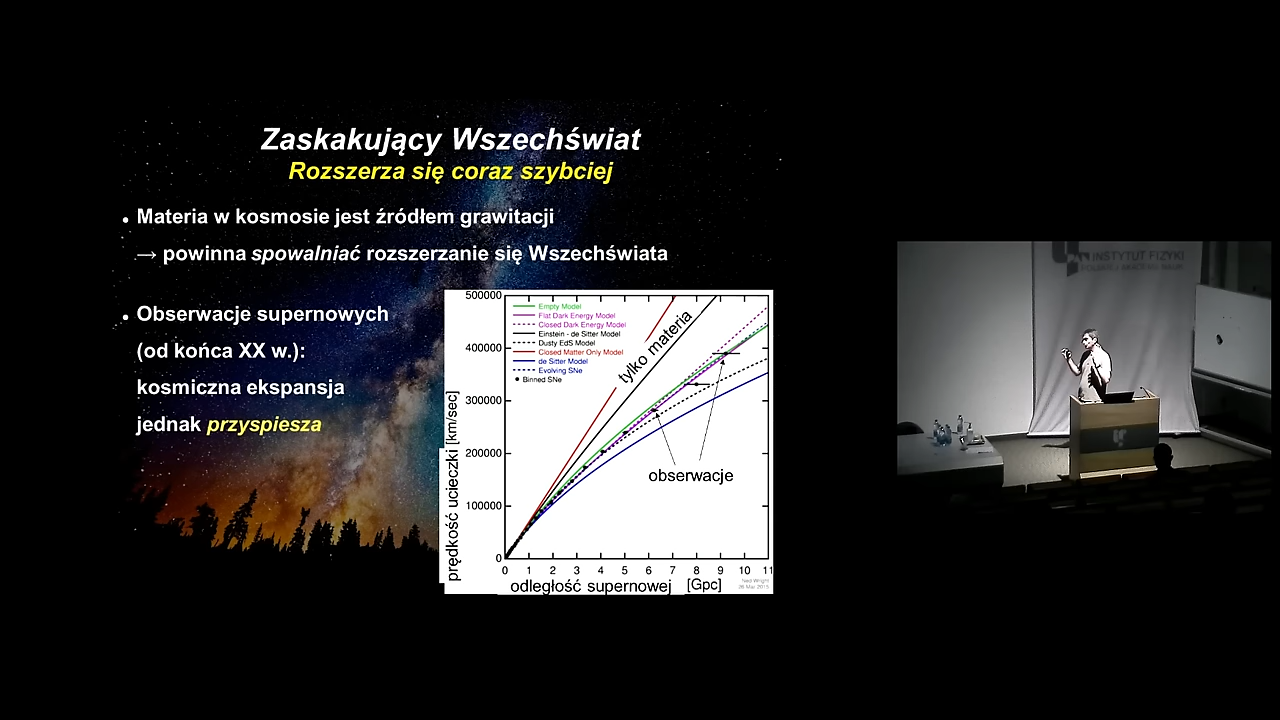 Zaskakujący Wszechświat
Rozszerza się coraz szybciej
• Materia w kosmosie jest źródłem grawitacji
→ powinna spowalniać rozszerzanie się Wszechświata
• Obserwacje supernowych
(od końca XX w.):
kosmiczna ekspansja
jednak przyspiesza
500000
400000
300000
200000
100000
0
prędkość ucieczki [km/sec]
Empty Model
Flat Dark Energy Model
Closed Dark Energy Model
Einstein - de Sitter Model
Dusty EdS Model
Closed Matter Only Model
de Sitter Model
Evolving SNe
Binned SNe
tylko materia
obserwacje
0 1 2 3 4 5 6 7 8 9 10 11
odległość supernowej [Gpc]
Ned Wright
INSTYTUT FIZYKI